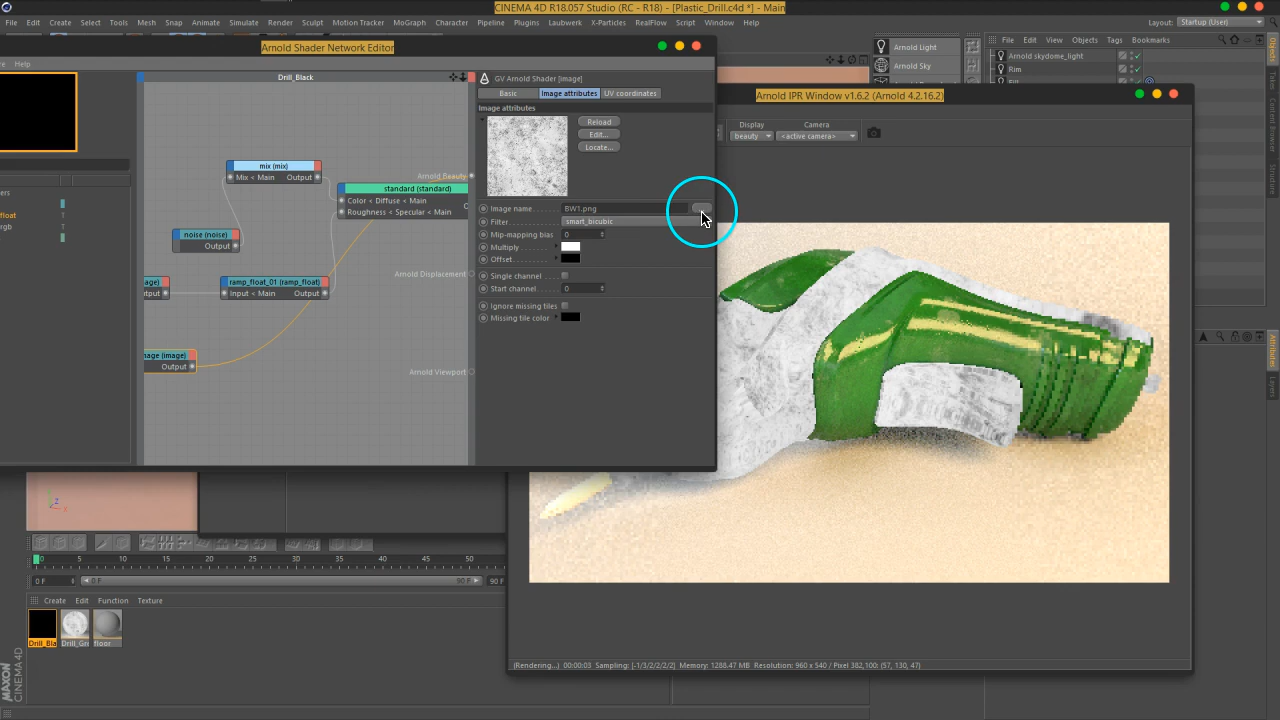 CINEMA 4D R18.057 Studio (RC - R18) - [Plastic_Drill.c4d *] - Main
File Edit Create Select Tools Mesh Snap Animate Simulate Render Sculpt Motion Tracker MoGraph Character Pipeline Plugins Laubwerk X-Particles RealFlow Script Window Help
Layout: Startup (User)
File Edit View Objects Tags Bookmarks
Arnold Light
Arnold Sky
Arnold skydome_light
Rim
Objects
Takes
Content Browser
Structure
Attributes
Layers
Arnold Shader Network Editor
Help
Drill_Black
mix (mix)
Mix < Main Output
standard (standard)
Color < Diffuse < Main
Roughness < Specular < Main
noise (noise)
Output
ramp_float_01 (ramp_float)
Input < Main Output
Output
Arnold Beauty
Arnold Displacement
Arnold Viewport
GV Arnold Shader [image]
Basic Image attributes UV coordinates
Image attributes
Reload
Edit...
Locate...
Image name BW1.png
Filter smart_bicubic
Mip-mapping bias 0
Multiply
Offset
Single channel
Start channel 0
Ignore missing tiles
Missing tile color
Arnold IPR Window v1.6.2 (Arnold 4.2.16.2)
Display Camera
beauty <active camera>
(Rendering...) 00:00:03 Sampling: [-1/3/2/2/2/2] Memory: 1288.47 MB Resolution: 960 x 540 / Pixel 382,100: (57, 130, 47)
Z
X
0 5 10 15 20 25 30 35 40 45 50
0 F 0 F 90 F 90 F
Create Edit Function Texture
Drill_Bla Drill_Gre floor
MAXON
CINEMA 4D